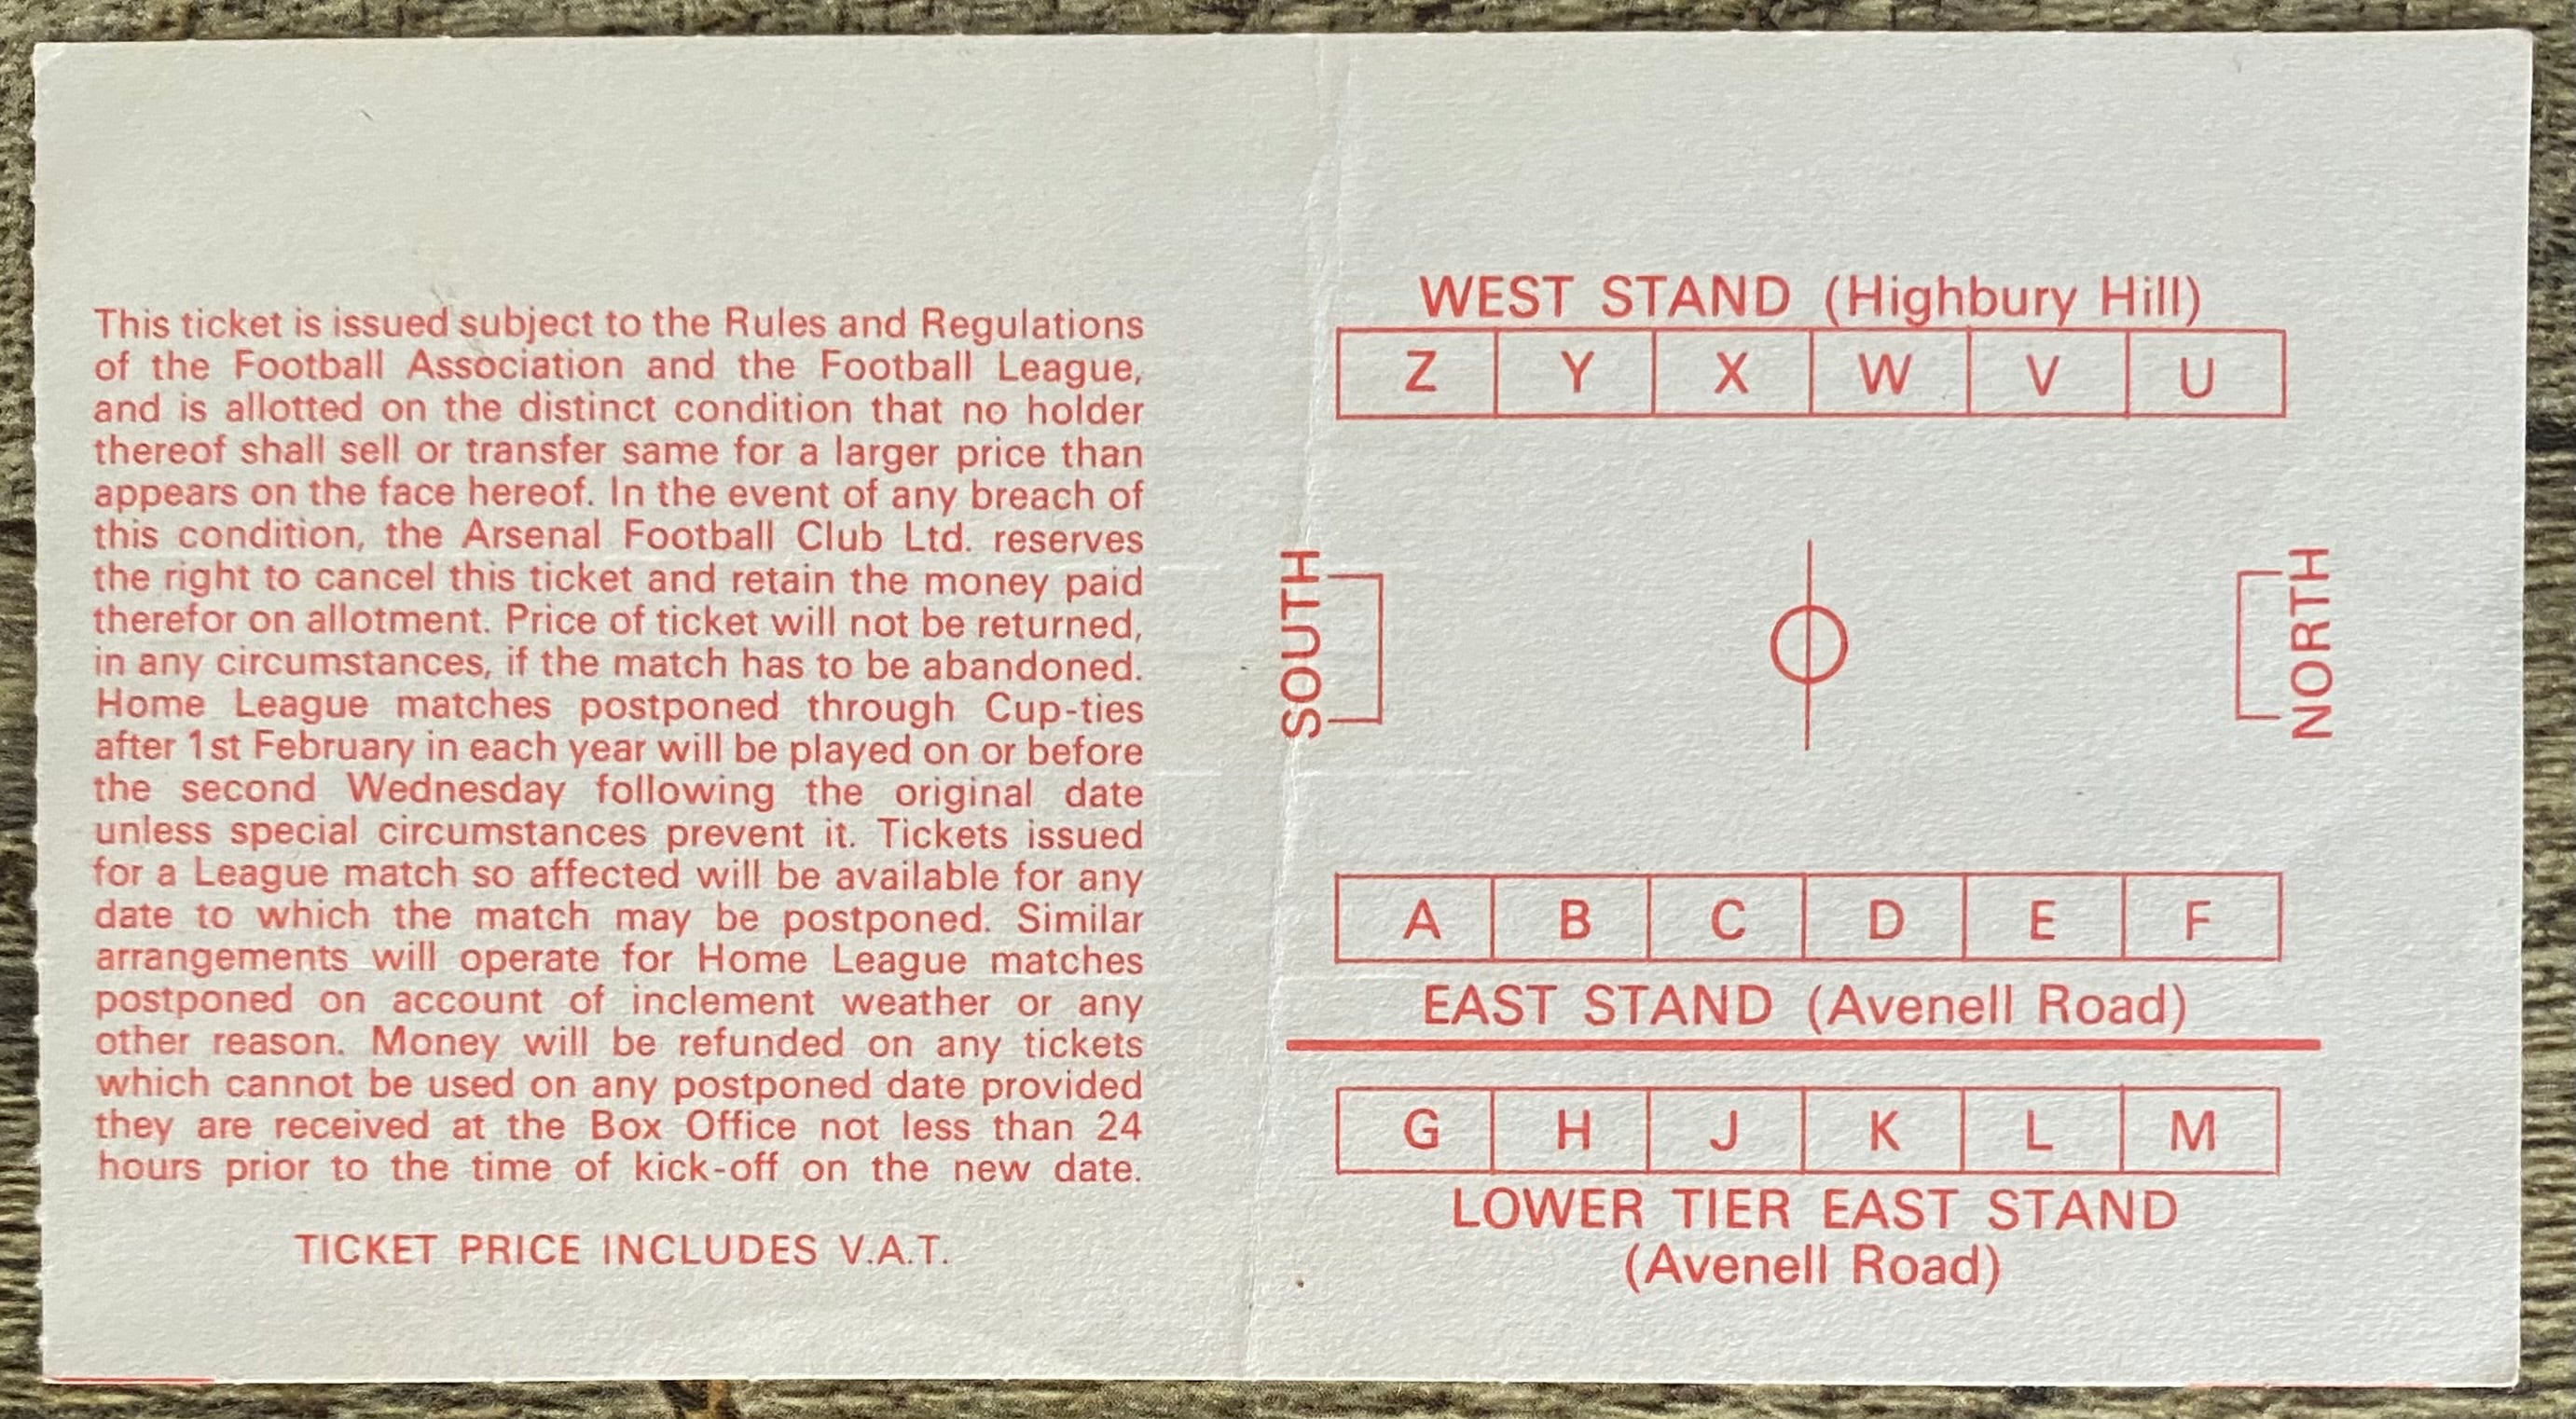 This ticket is issued subject to the Rules and Regulations
of the Football Association and the Football League,
and is allotted on the distinct condition that no holder
thereof shall sell or transfer same for a larger price than
appears on the face hereof. In the event of any breach of
this condition, the Arsenal Football Club Ltd. reserves
the right to cancel this ticket and retain the money paid
therefor on allotment. Price of ticket will not be returned,
in any circumstances, if the match has to be abandoned.
Home League matches postponed through Cup-ties
after 1st February in each year will be played on or before
the second Wednesday following the original date
unless special circumstances prevent it. Tickets issued
for a League match so affected will be available for any
date to which the match may be postponed. Similar
arrangements will operate for Home League matches
postponed on account of inclement weather or any
other reason. Money will be refunded on any tickets
which cannot be used on any postponed date provided
they are received at the Box Office not less than 24
hours prior to the time of kick-off on the new date.
TICKET PRICE INCLUDES V.A.T.
WEST STAND (Highbury Hill)
Z Y X W V U
SOUTH
NORTH
A B C D E F
EAST STAND (Avenell Road)
G H J K L M
LOWER TIER EAST STAND
(Avenell Road)